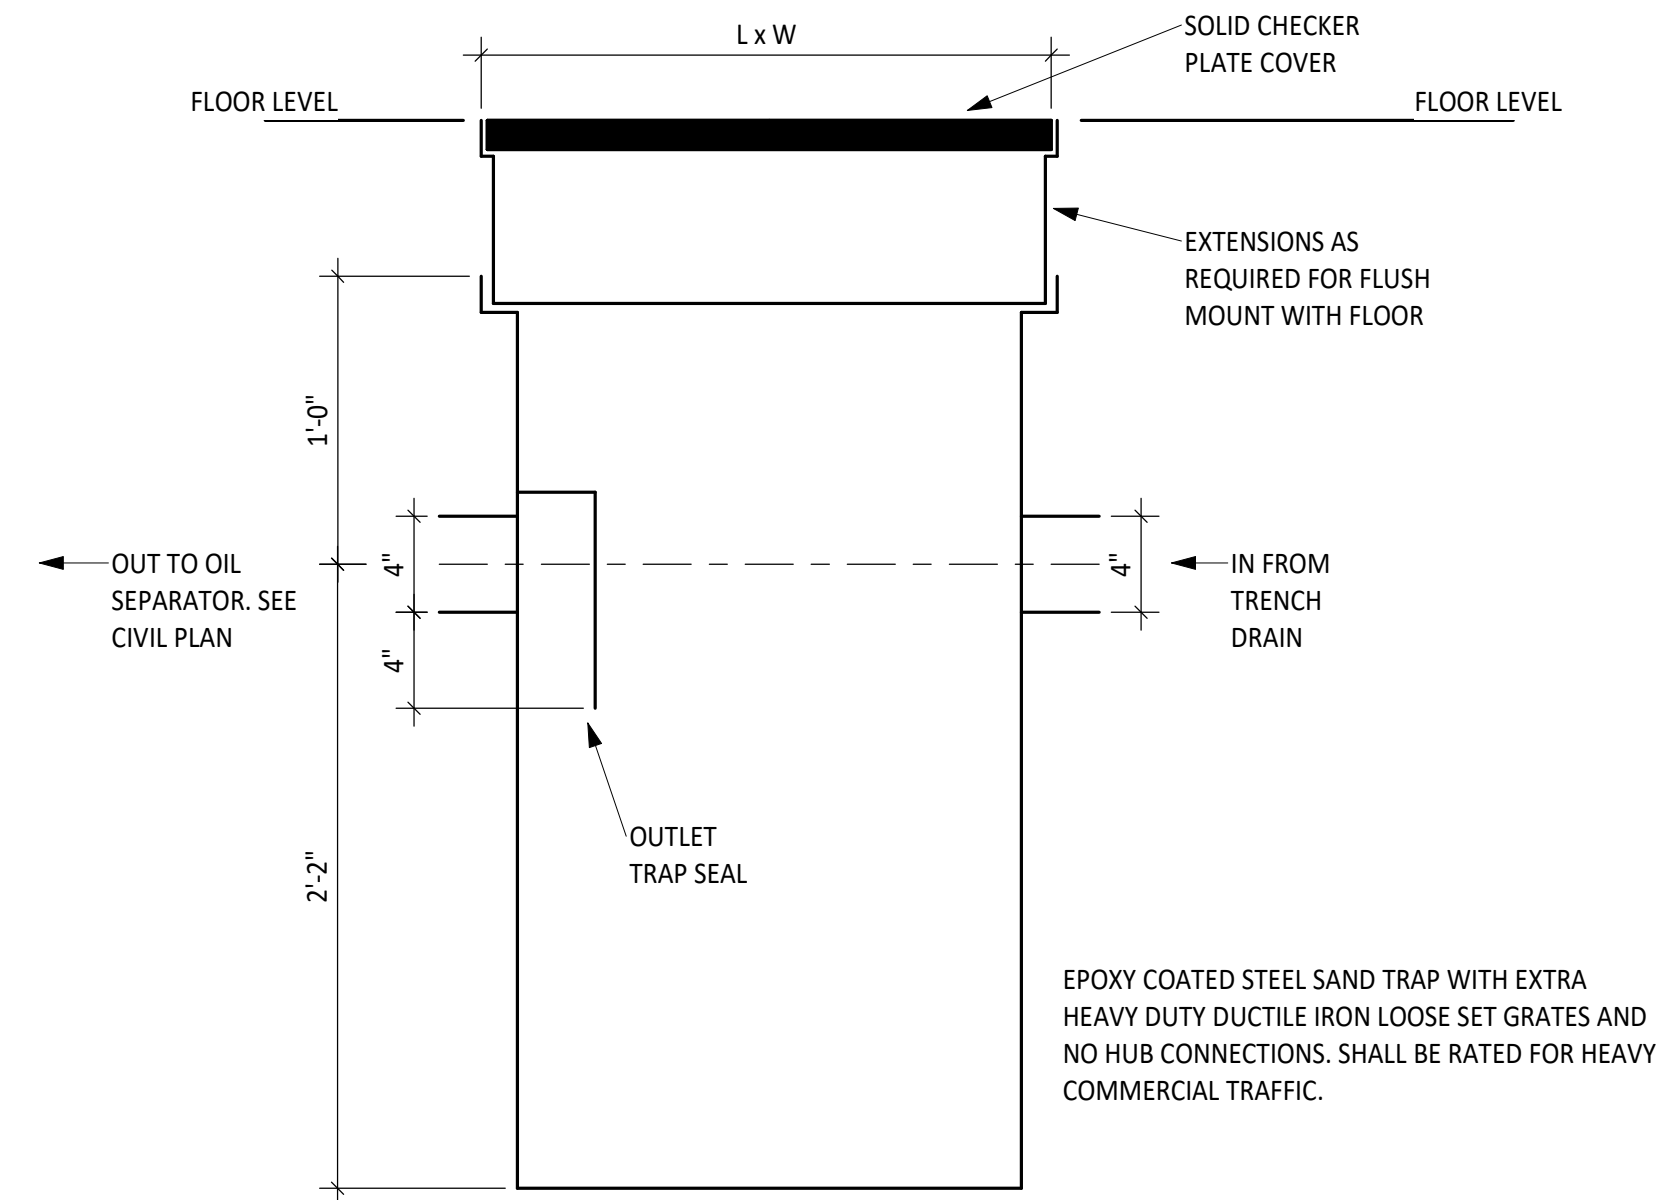 L x W
SOLID CHECKER
PLATE COVER
FLOOR LEVEL
FLOOR LEVEL
EXTENSIONS AS
REQUIRED FOR FLUSH
MOUNT WITH FLOOR
1'-0"
4"
4"
OUT TO OIL
SEPARATOR. SEE
CIVIL PLAN
IN FROM
TRENCH
DRAIN
4"
OUTLET
TRAP SEAL
2'-2"
EPOXY COATED STEEL SAND TRAP WITH EXTRA
HEAVY DUTY DUCTILE IRON LOOSE SET GRATES AND
NO HUB CONNECTIONS. SHALL BE RATED FOR HEAVY
COMMERCIAL TRAFFIC.